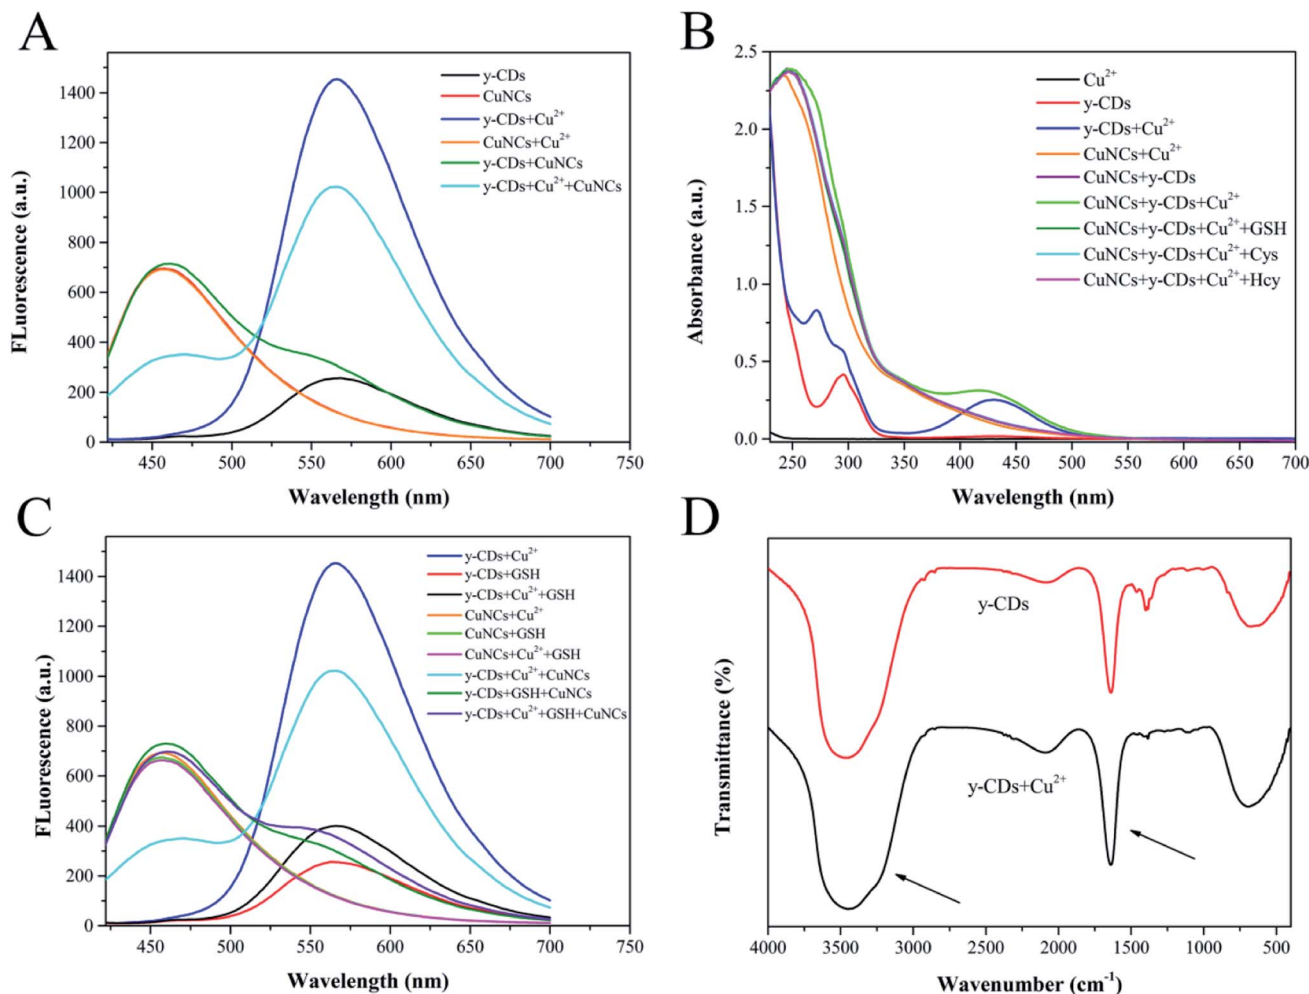 A
FLuorescence (a.u.)
1400
1200
1000
800
600
400
200
0
450
500
550
600
650
700
750
Wavelength (nm)
y-CDs
CuNCs
y-CDs+Cu²⁺
CuNCs+Cu²⁺
y-CDs+CuNCs
y-CDs+Cu²⁺+CuNCs
B
Absorbance (a.u.)
2.5
2.0
1.5
1.0
0.5
0.0
250
300
350
400
450
500
550
600
650
700
Wavelength (nm)
Cu²⁺
y-CDs
y-CDs+Cu²⁺
CuNCs+Cu²⁺
CuNCs+y-CDs
CuNCs+y-CDs+Cu²⁺
CuNCs+y-CDs+Cu²⁺+GSH
CuNCs+y-CDs+Cu²⁺+Cys
CuNCs+y-CDs+Cu²⁺+Hcy
C
FLuorescence (a.u.)
1400
1200
1000
800
600
400
200
0
450
500
550
600
650
700
750
Wavelength (nm)
y-CDs+Cu²⁺
y-CDs+GSH
y-CDs+Cu²⁺+GSH
CuNCs+Cu²⁺
CuNCs+GSH
CuNCs+Cu²⁺+GSH
y-CDs+Cu²⁺+CuNCs
y-CDs+GSH+CuNCs
y-CDs+Cu²⁺+GSH+CuNCs
D
Transmittance (%)
y-CDs
y-CDs+Cu²⁺
4000
3500
3000
2500
2000
1500
1000
500
Wavenumber (cm⁻¹)